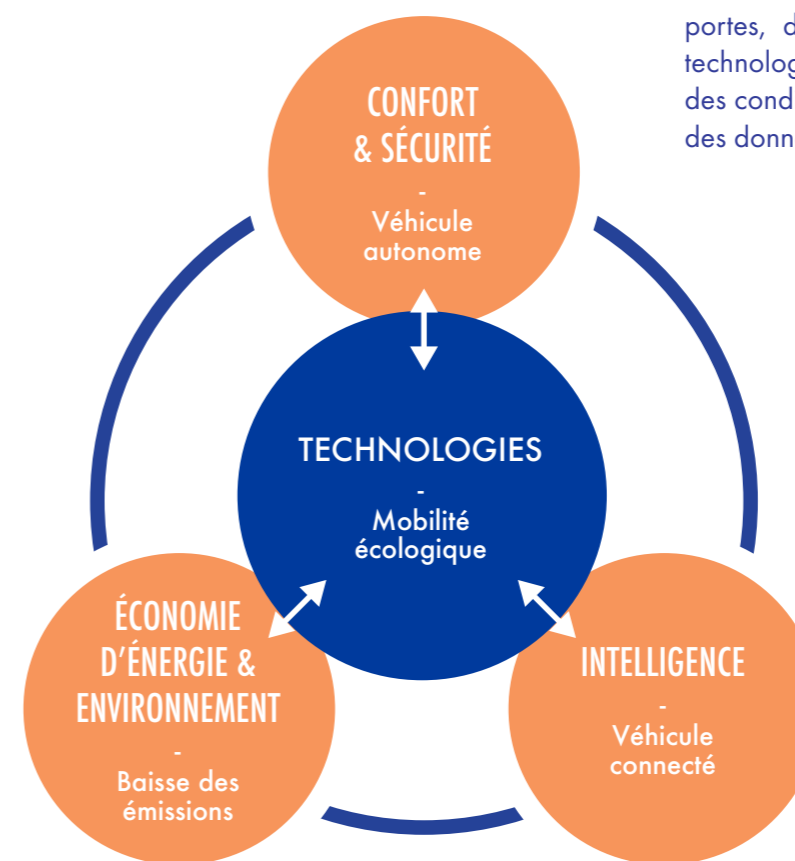 portes, d
technolog
des cond
des donn
CONFORT
& SÉCURITÉ
-
Véhicule
autonome
TECHNOLOGIES
-
Mobilité
écologique
ÉCONOMIE
D'ÉNERGIE &
ENVIRONNEMENT
-
Baisse des
émissions
INTELLIGENCE
-
Véhicule
connecté